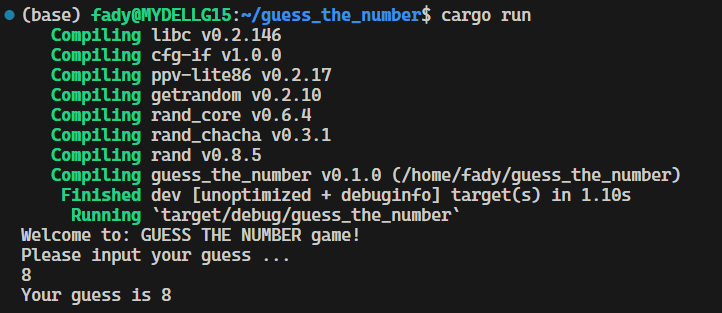 (base) fady@MYDELLG15:~/guess_the_number$ cargo run
Compiling libc v0.2.146
Compiling cfg-if v1.0.0
Compiling ppv-lite86 v0.2.17
Compiling getrandom v0.2.10
Compiling rand_core v0.6.4
Compiling rand_chacha v0.3.1
Compiling rand v0.8.5
Compiling guess_the_number v0.1.0 (/home/fady/guess_the_number)
Finished dev [unoptimized + debuginfo] target(s) in 1.10s
Running `target/debug/guess_the_number`
Welcome to: GUESS THE NUMBER game!
Please input your guess ...
8
Your guess is 8